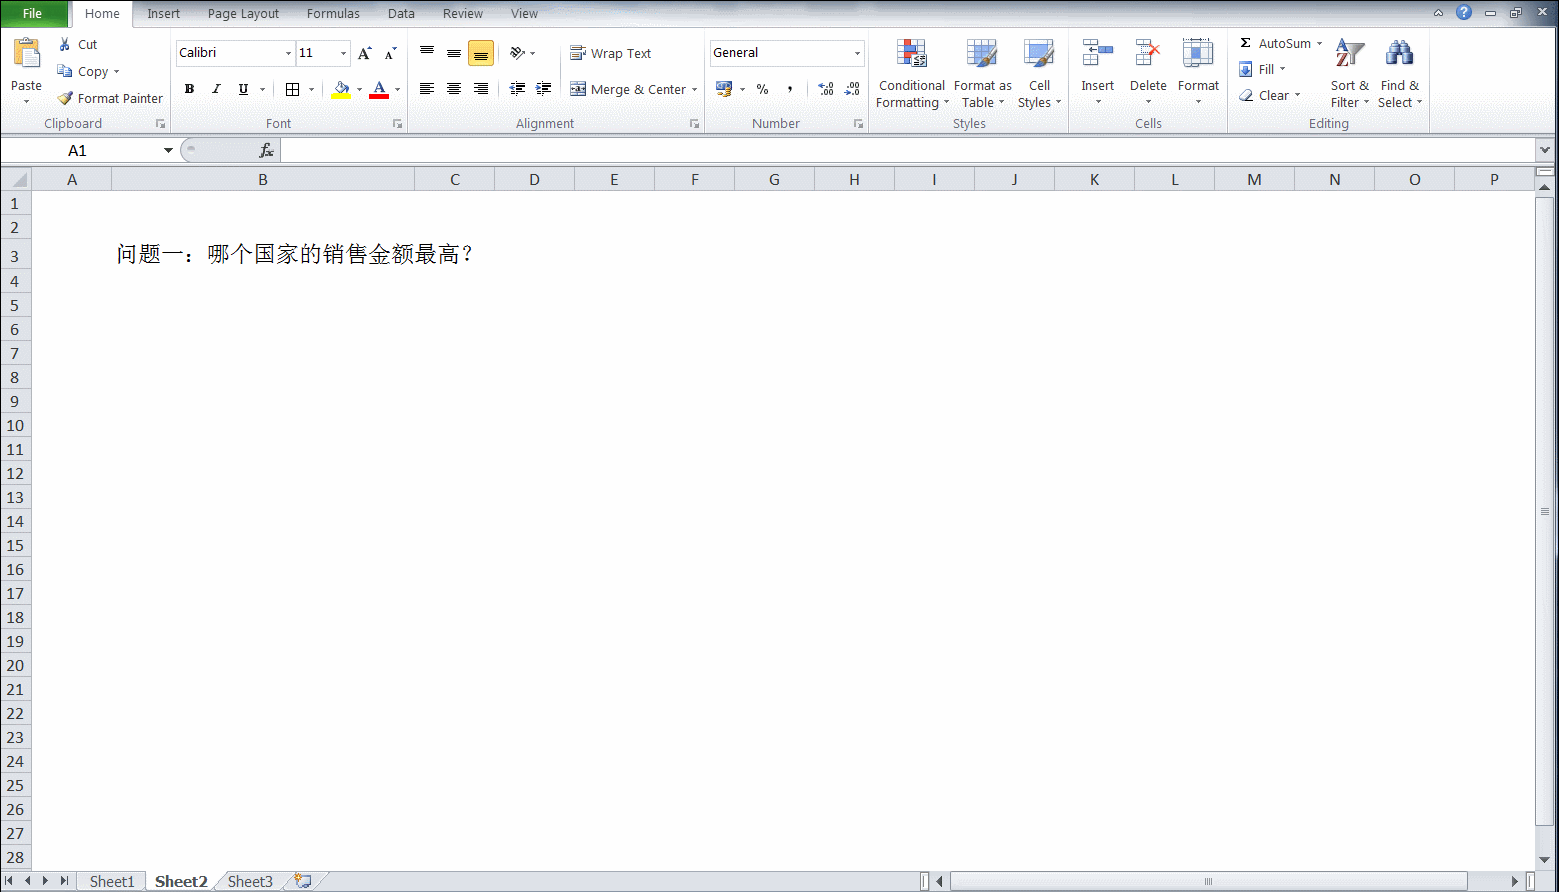 File Home Insert Page Layout Formulas Data Review View
Paste
Cut
Copy
Format Painter
Clipboard
Calibri 11
B I U
Font
Wrap Text
Merge & Center
Alignment
General
% ,
Number
Conditional Formatting
Format as Table
Cell Styles
Styles
Insert
Delete
Format
Cells
Σ AutoSum
Fill
Clear
Sort & Filter
Find & Select
Editing
A1 fx
A B C D E F G H I J K L M N O P
1
2
3 问题一：哪个国家的销售金额最高？
4
5
6
7
8
9
10
11
12
13
14
15
16
17
18
19
20
21
22
23
24
25
26
27
28
Sheet1 Sheet2 Sheet3